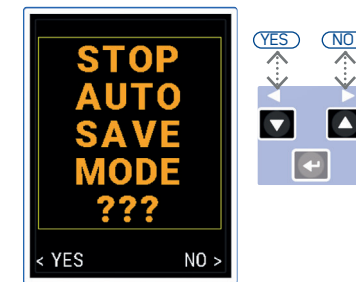 STOP
AUTO
SAVE
MODE
???
< YES NO >
YES NO